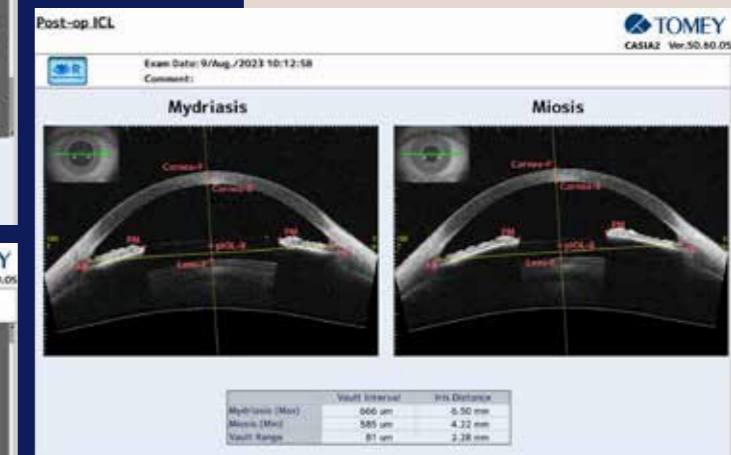 Post-op ICL
TOMEY
CASIA2 Ver.50.60.05
R
Exam Date: 9/Aug./2023 10:12:58
Comment:
Mydriasis
Miosis
Cornea-F
Cornea-B
PM
PM
pIOL-B
Lens-F
Cornea-F
Cornea-B
PM
PM
pIOL-B
Lens-F
Vault Interval Iris Distance
Mydriasis (Max) 666 um 6.50 mm
Miosis (Min) 585 um 4.22 mm
Vault Range 81 um 2.28 mm
Y
0.05